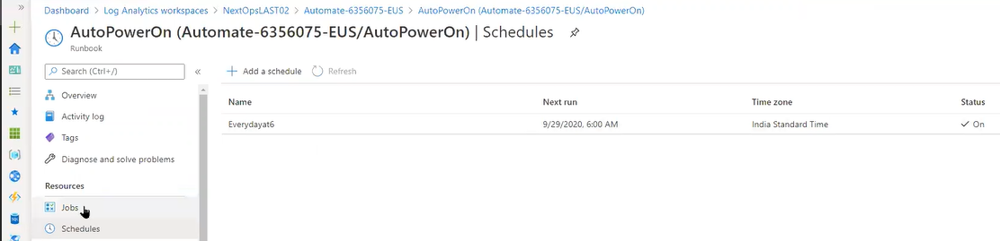 Dashboard > Log Analytics workspaces > NextOpsLAST02 > Automate-6356075-EUS > AutoPowerOn (Automate-6356075-EUS/AutoPowerOn)
AutoPowerOn (Automate-6356075-EUS/AutoPowerOn) | Schedules
Runbook
Search (Ctrl+/)
Overview
Activity log
Tags
Diagnose and solve problems
Resources
Jobs
Schedules
Add a schedule Refresh
Name Next run Time zone Status
Everydayat6 9/29/2020, 6:00 AM India Standard Time On